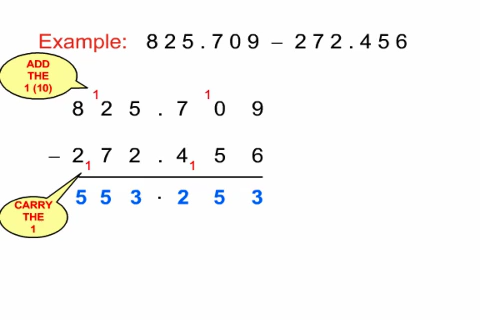 Example: 825.709 – 272.456
ADD
THE
1 (10)
1 1
8 2 5 . 7 0 9
– 2 7 2 . 4 5 6
1 1
5 5 3 . 2 5 3
CARRY
THE
1